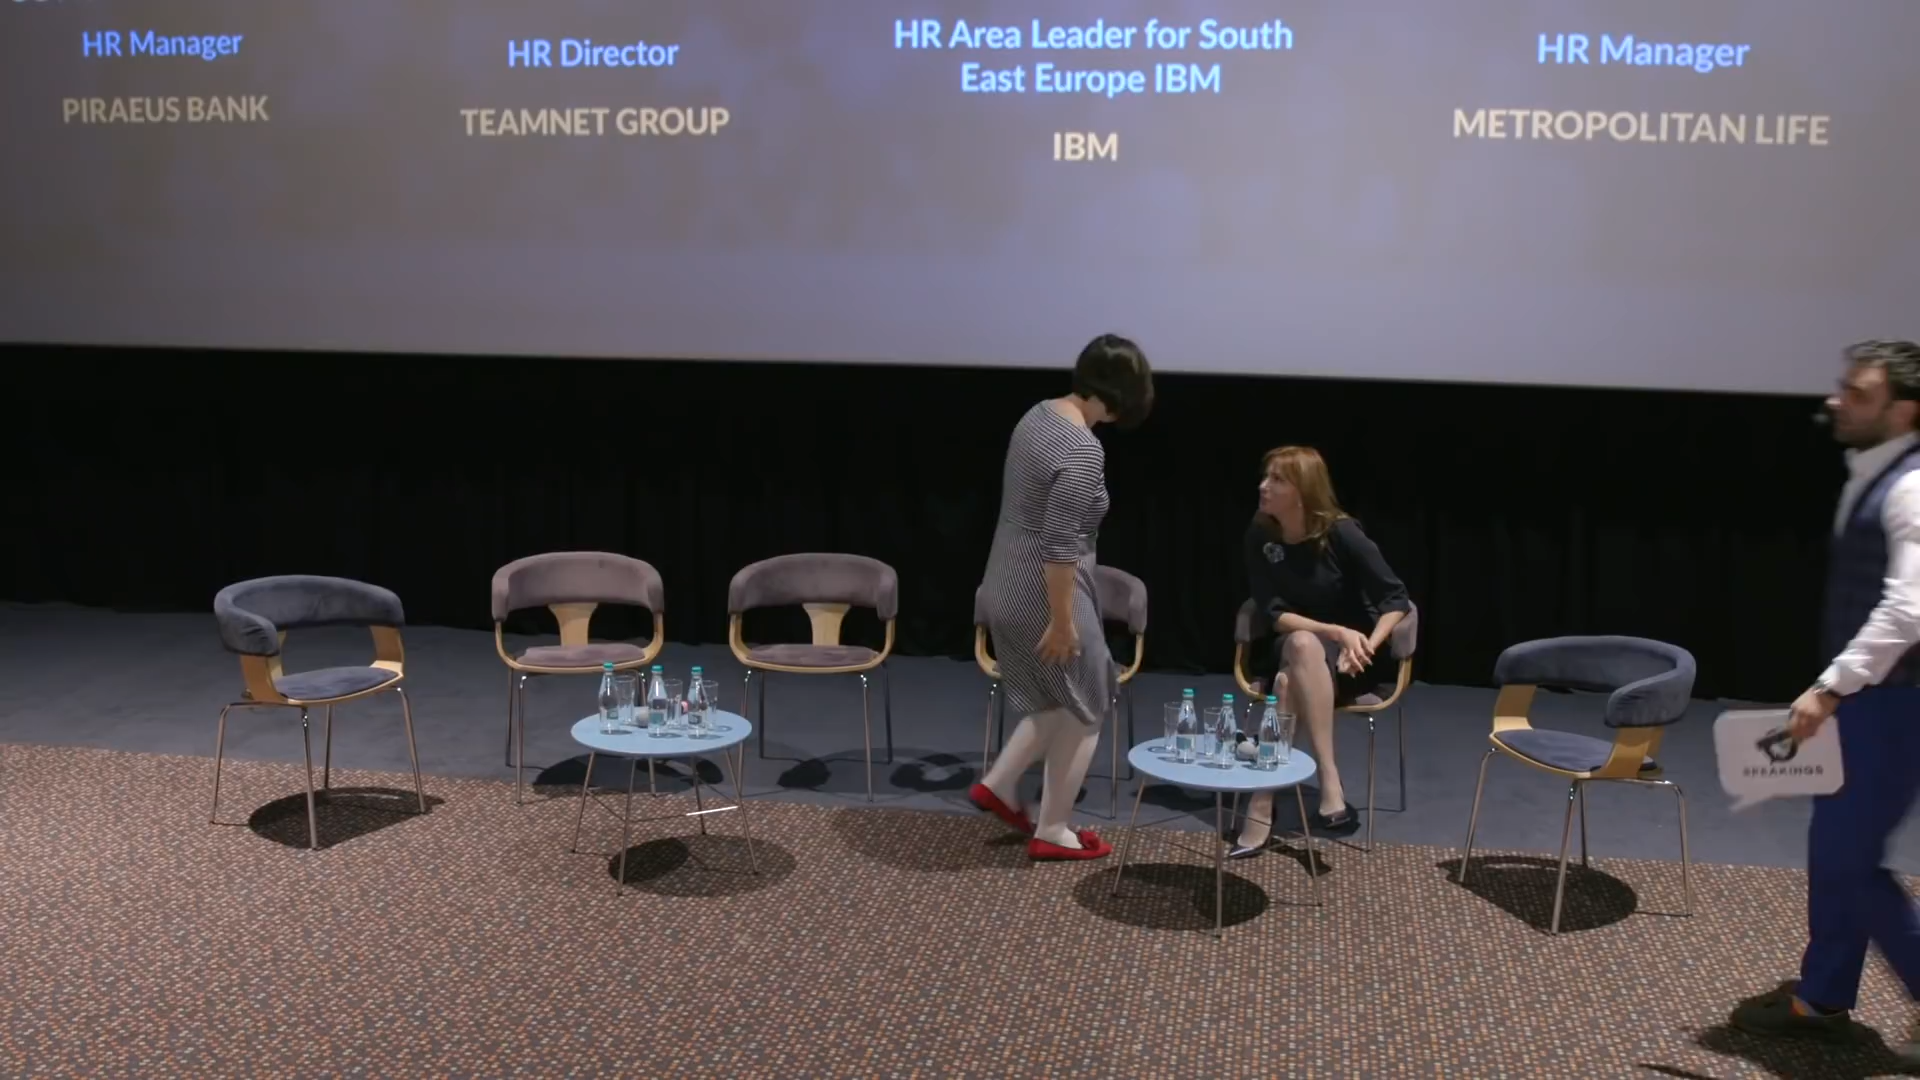 HR Manager
PIRAEUS BANK
HR Director
TEAMNET GROUP
HR Area Leader for South
East Europe IBM
IBM
HR Manager
METROPOLITAN LIFE
SPEAKINGS